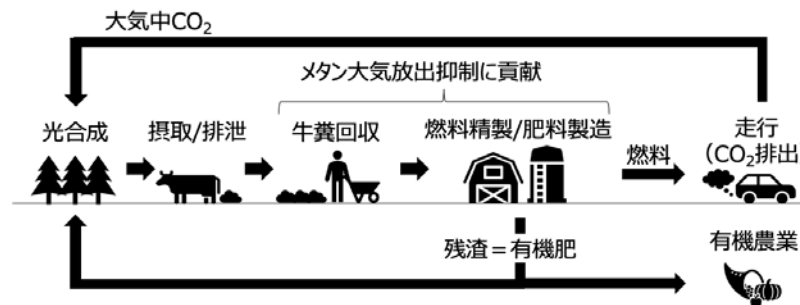 大気中CO₂
メタン大気放出抑制に貢献
光合成
摂取/排泄
牛糞回収
燃料精製/肥料製造
燃料
走行
（CO₂排出
残渣＝有機肥
有機農業